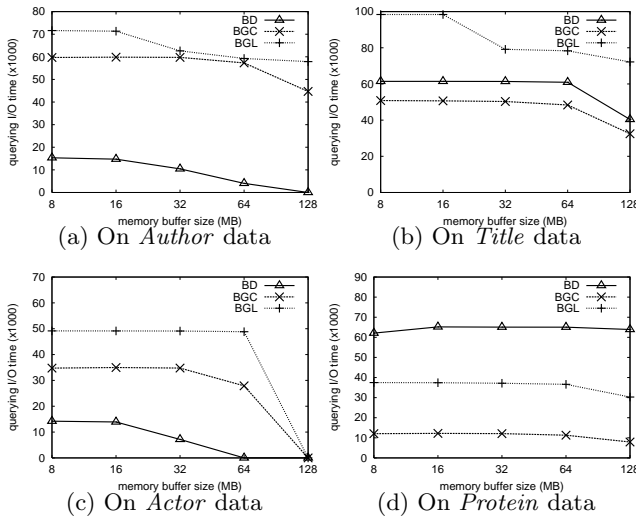 80
70
60
50
40
30
20
10
0
querying I/O time (x1000)
BD
BGC
BGL
8 16 32 64 128
memory buffer size (MB)
(a) On Author data
100
80
60
40
20
0
querying I/O time (x1000)
BD
BGC
BGL
8 16 32 64 128
memory buffer size (MB)
(b) On Title data
70
60
50
40
30
20
10
0
querying I/O time (x1000)
BD
BGC
BGL
8 16 32 64 128
memory buffer size (MB)
(c) On Actor data
90
80
70
60
50
40
30
20
10
0
querying I/O time (x1000)
BD
BGC
BGL
8 16 32 64 128
memory buffer size (MB)
(d) On Protein data